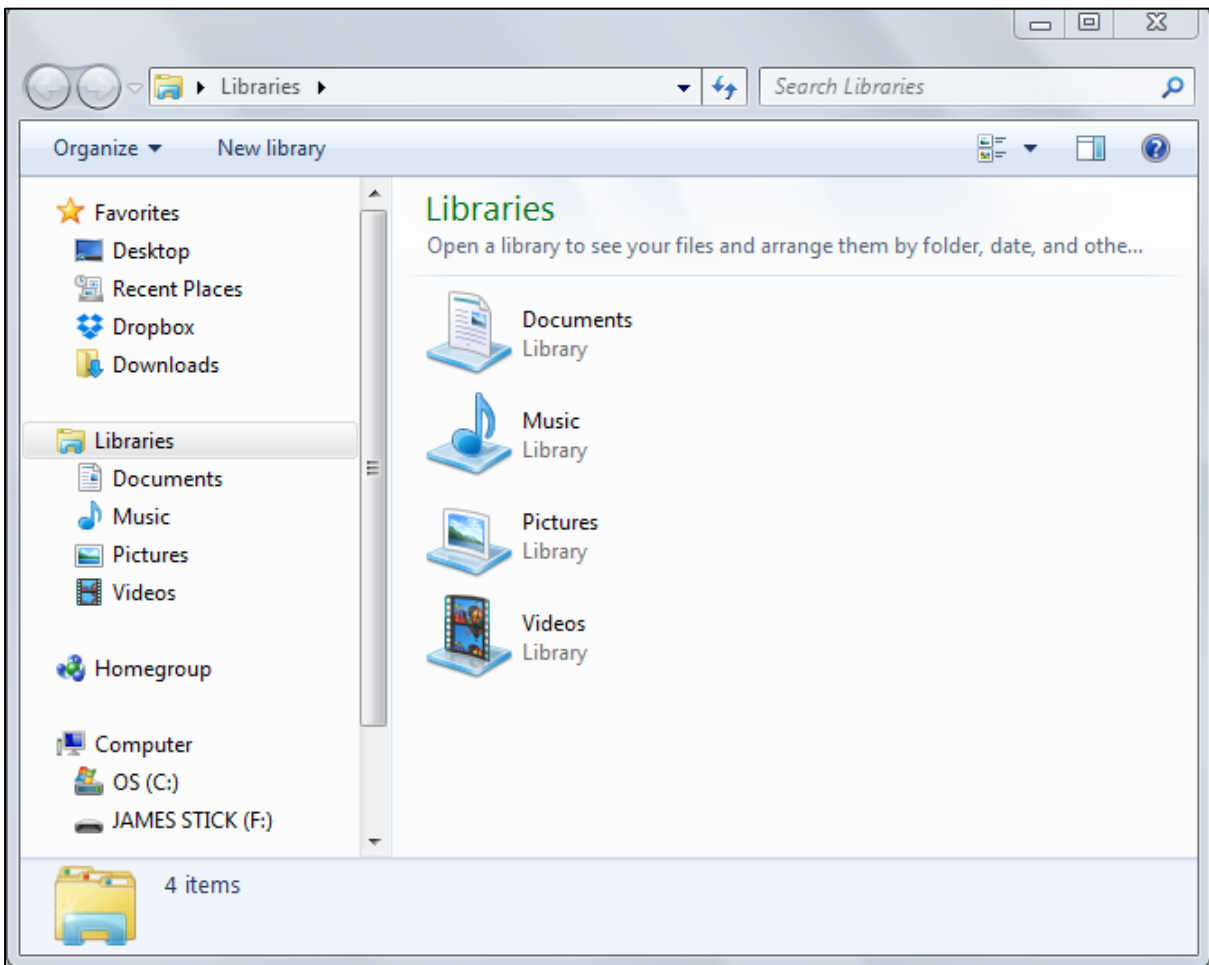 Libraries
Search Libraries
Organize
New library
Favorites
Desktop
Recent Places
Dropbox
Downloads
Libraries
Documents
Music
Pictures
Videos
Homegroup
Computer
OS (C:)
JAMES STICK (F:)
Libraries
Open a library to see your files and arrange them by folder, date, and othe...
Documents
Library
Music
Library
Pictures
Library
Videos
Library
4 items